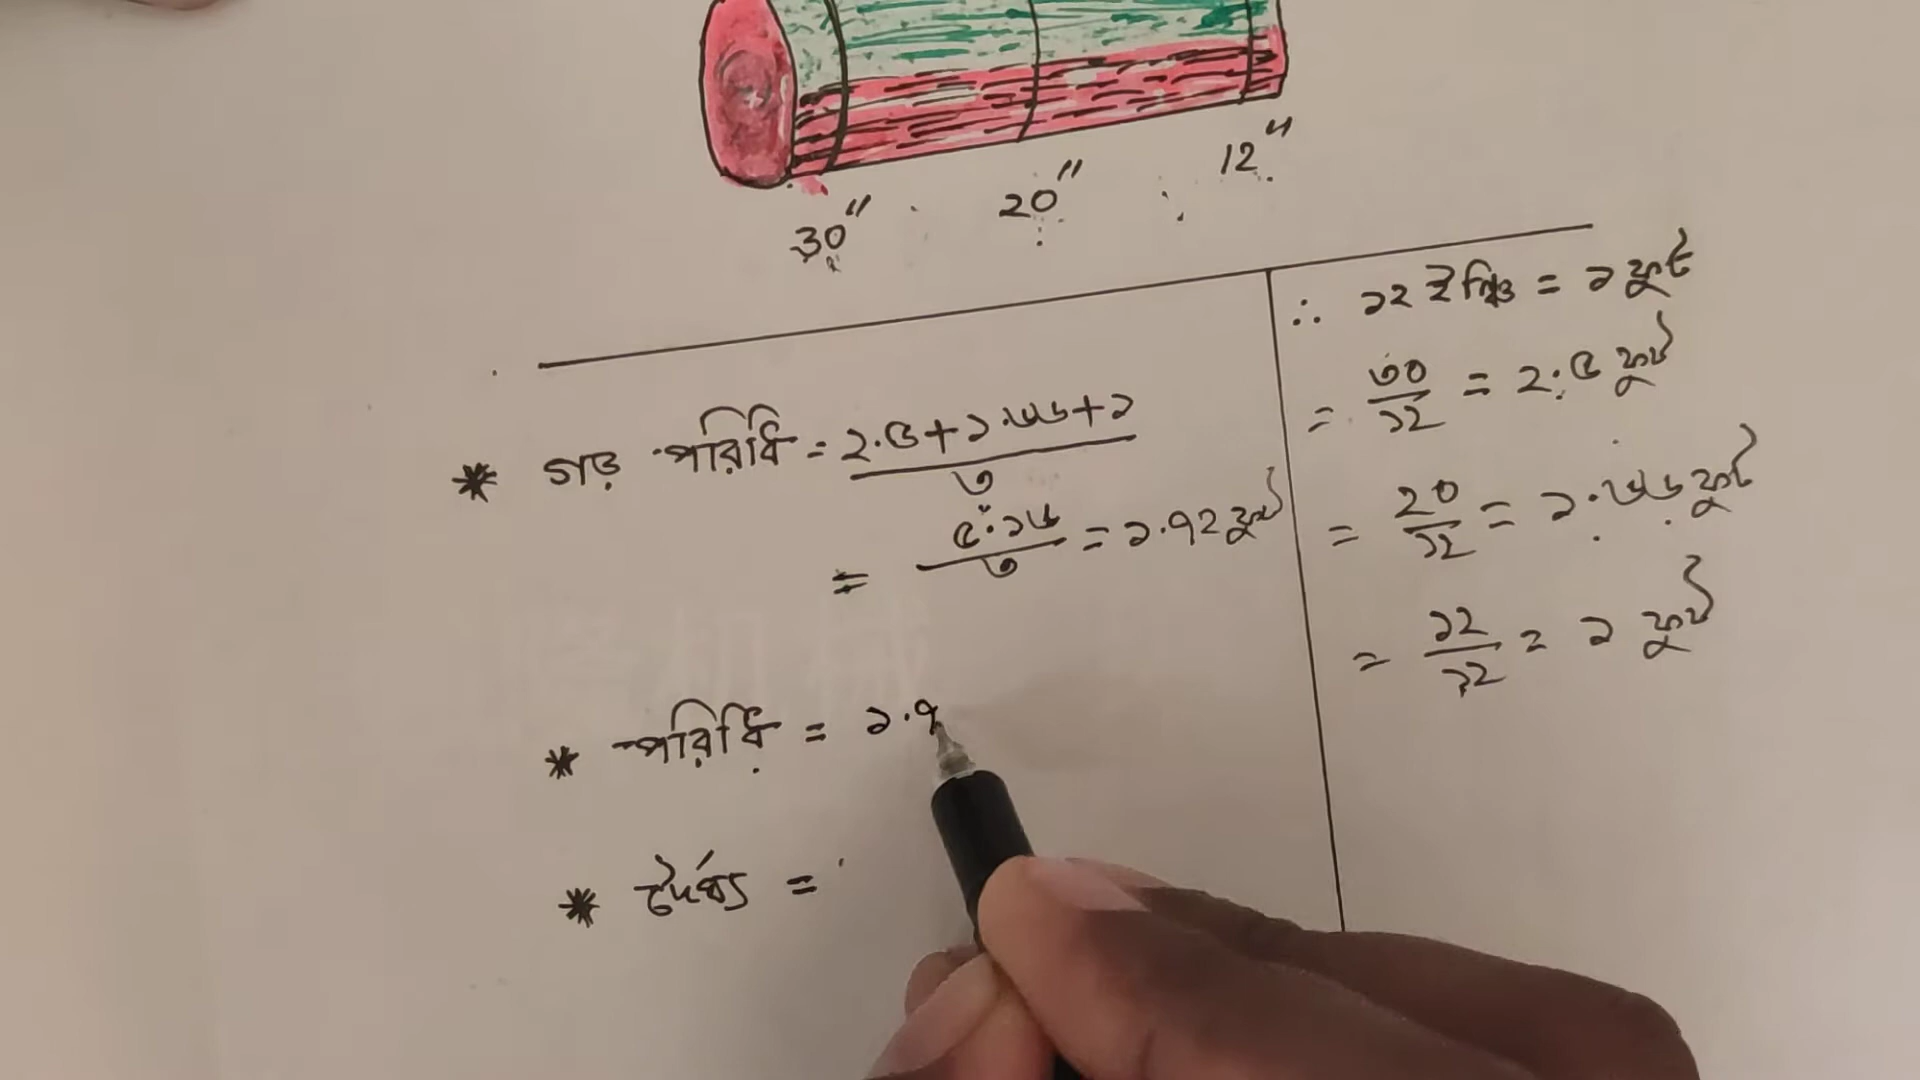 30" 20" 12"
* গড় পরিধি = ২.৫+১.৬৬+১ / ৩
= ৫.১৬ / ৩ = ১.৭২ ফুট
* পরিধি = ১.৭
* দৈর্ঘ্য =
∴ ১২ ইঞ্চি = ১ ফুট
= ৩০ / ১২ = ২.৫ ফুট
= ২০ / ১২ = ১.৬৬ ফুট
= ১২ / ১২ = ১ ফুট